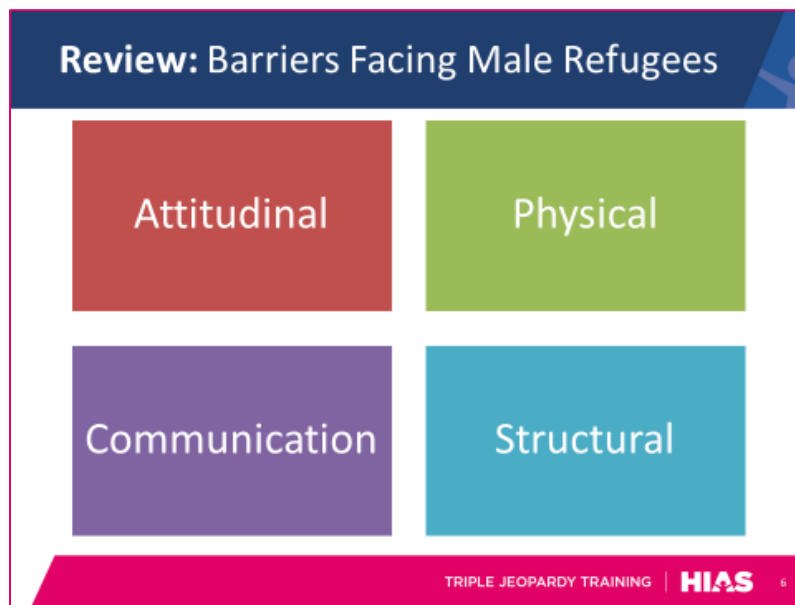 Review: Barriers Facing Male Refugees
Attitudinal
Physical
Communication
Structural
TRIPLE JEOPARDY TRAINING | HIAS 6